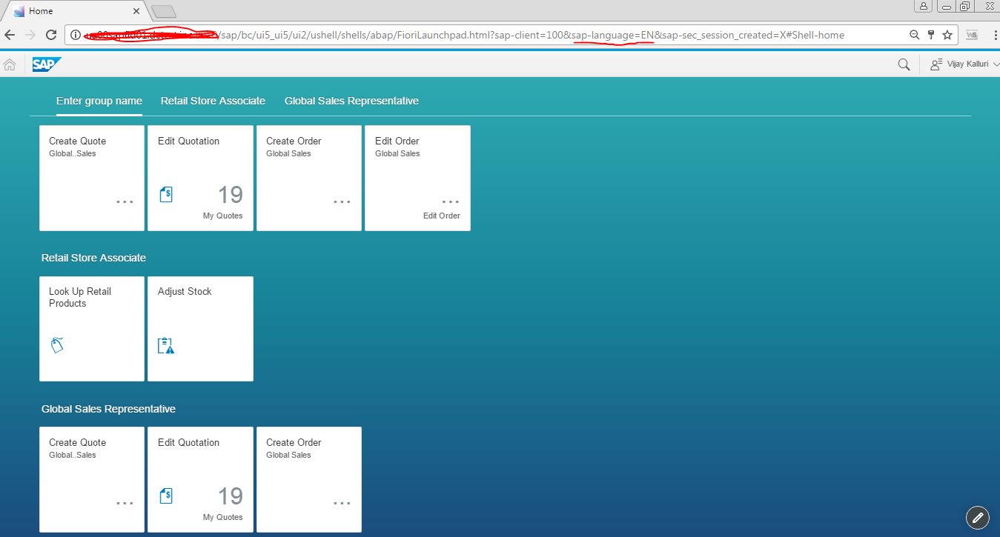 Home
/sap/bc/ui5_ui5/ui2/ushell/shells/abap/FioriLaunchpad.html?sap-client=100&sap-language=EN&sap-sec_session_created=X#Shell-home
SAP
Vijay Kalluri
Enter group name Retail Store Associate Global Sales Representative
Create Quote
Global..Sales
...
Edit Quotation
19
My Quotes
Create Order
Global Sales
...
Edit Order
Global Sales
...
Edit Order
Retail Store Associate
Look Up Retail
Products
Adjust Stock
Global Sales Representative
Create Quote
Global..Sales
...
Edit Quotation
19
My Quotes
Create Order
Global Sales
...